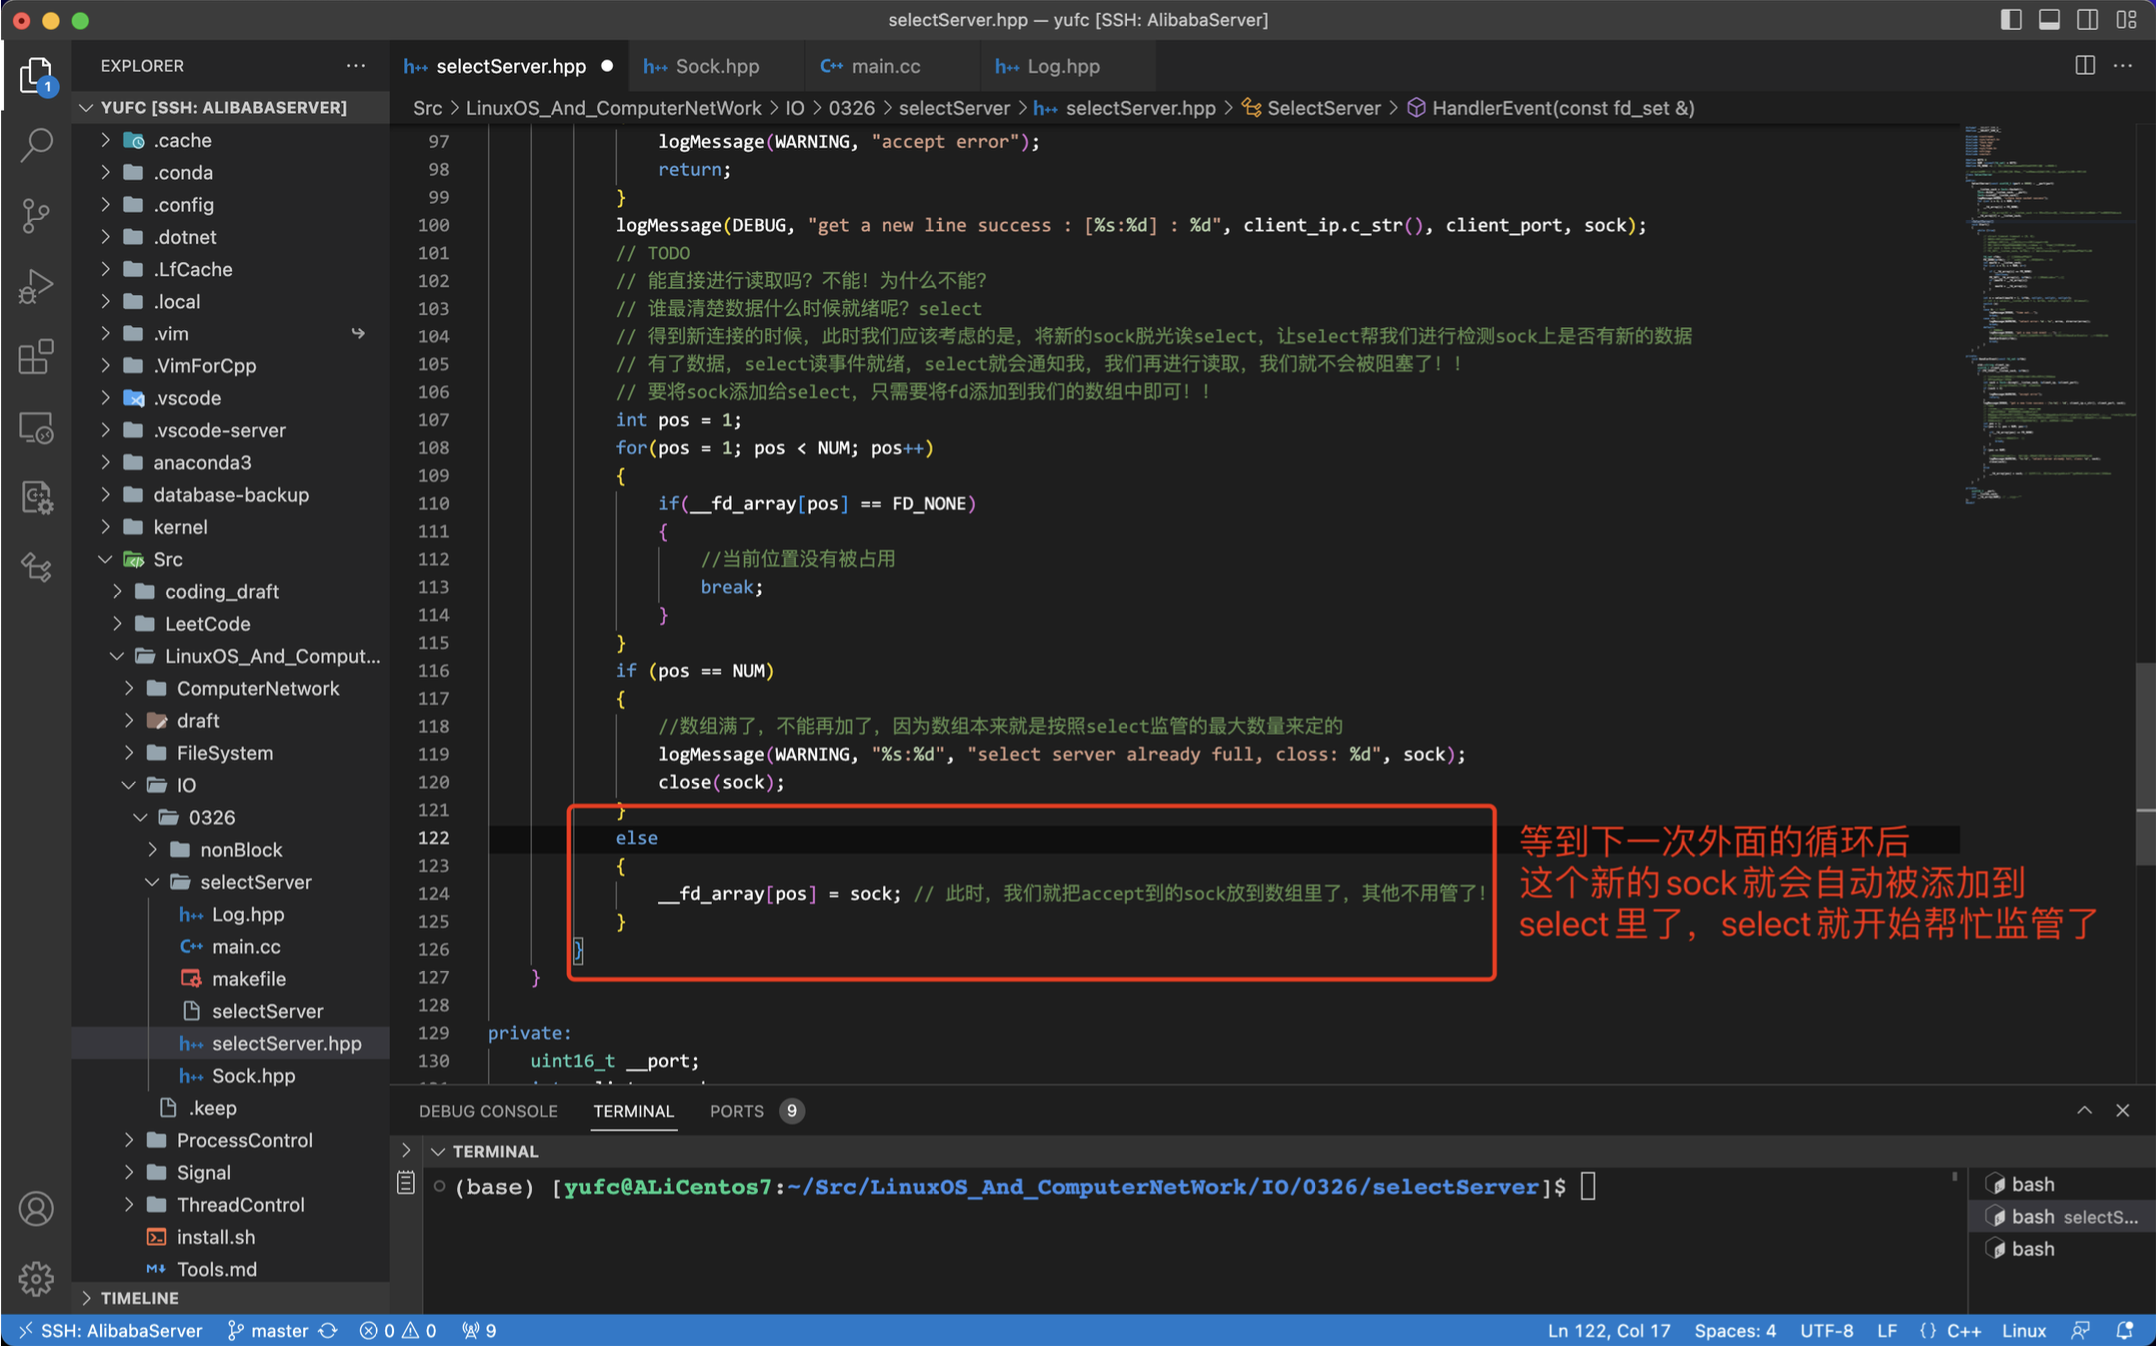 selectServer.hpp — yufc [SSH: AlibabaServer]
EXPLORER
YUFC [SSH: ALIBABASERVER]
.cache
.conda
.config
.dotnet
.LfCache
.local
.vim
.VimForCpp
.vscode
.vscode-server
anaconda3
database-backup
kernel
Src
coding_draft
LeetCode
LinuxOS_And_Comput...
ComputerNetwork
draft
FileSystem
IO
0326
nonBlock
selectServer
h++ Log.hpp
C++ main.cc
makefile
selectServer
h++ selectServer.hpp
h++ Sock.hpp
.keep
ProcessControl
Signal
ThreadControl
install.sh
M↓ Tools.md
TIMELINE
1
h++ selectServer.hpp
h++ Sock.hpp
C++ main.cc
h++ Log.hpp
Src > LinuxOS_And_ComputerNetWork > IO > 0326 > selectServer > h++ selectServer.hpp > SelectServer > HandlerEvent(const fd_set &)
97 logMessage(WARNING, "accept error");
98 return;
99 }
100 logMessage(DEBUG, "get a new line success : [%s:%d] : %d", client_ip.c_str(), client_port, sock);
101 // TODO
102 // 能直接进行读取吗？不能！为什么不能？
103 // 谁最清楚数据什么时候就绪呢？select
104 // 得到新连接的时候，此时我们应该考虑的是，将新的sock脱光诶select，让select帮我们进行检测sock上是否有新的数据
105 // 有了数据，select读事件就绪，select就会通知我，我们再进行读取，我们就不会被阻塞了！！
106 // 要将sock添加给select，只需要将fd添加到我们的数组中即可！！
107 int pos = 1;
108 for(pos = 1; pos < NUM; pos++)
109 {
110 if(__fd_array[pos] == FD_NONE)
111 {
112 //当前位置没有被占用
113 break;
114 }
115 }
116 if (pos == NUM)
117 {
118 //数组满了，不能再加了，因为数组本来就是按照select监管的最大数量来定的
119 logMessage(WARNING, "%s:%d", "select server already full, closs: %d", sock);
120 close(sock);
121 }
122 else
123 {
124 __fd_array[pos] = sock; // 此时，我们就把accept到的sock放到数组里了，其他不用管了！
125 }
126 }
127 }
128
129 private:
130 uint16_t __port;
等到下一次外面的循环后
这个新的sock就会自动被添加到
select里了，select就开始帮忙监管了
DEBUG CONSOLE TERMINAL PORTS 9
TERMINAL
(base) [yufc@ALiCentos7:~/Src/LinuxOS_And_ComputerNetWork/IO/0326/selectServer]$
bash
bash selectS...
bash
SSH: AlibabaServer master 0 0 9 Ln 122, Col 17 Spaces: 4 UTF-8 LF {} C++ Linux